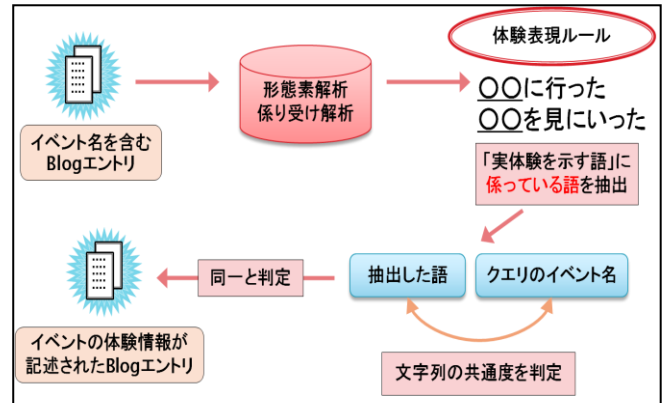 体験表現ルール
形態素解析
係り受け解析
〇〇に行った
〇〇を見にいった
イベント名を含む
Blogエントリ
「実体験を示す語」に
係っている語を抽出
同一と判定
抽出した語
クエリのイベント名
イベントの体験情報が
記述されたBlogエントリ
文字列の共通度を判定